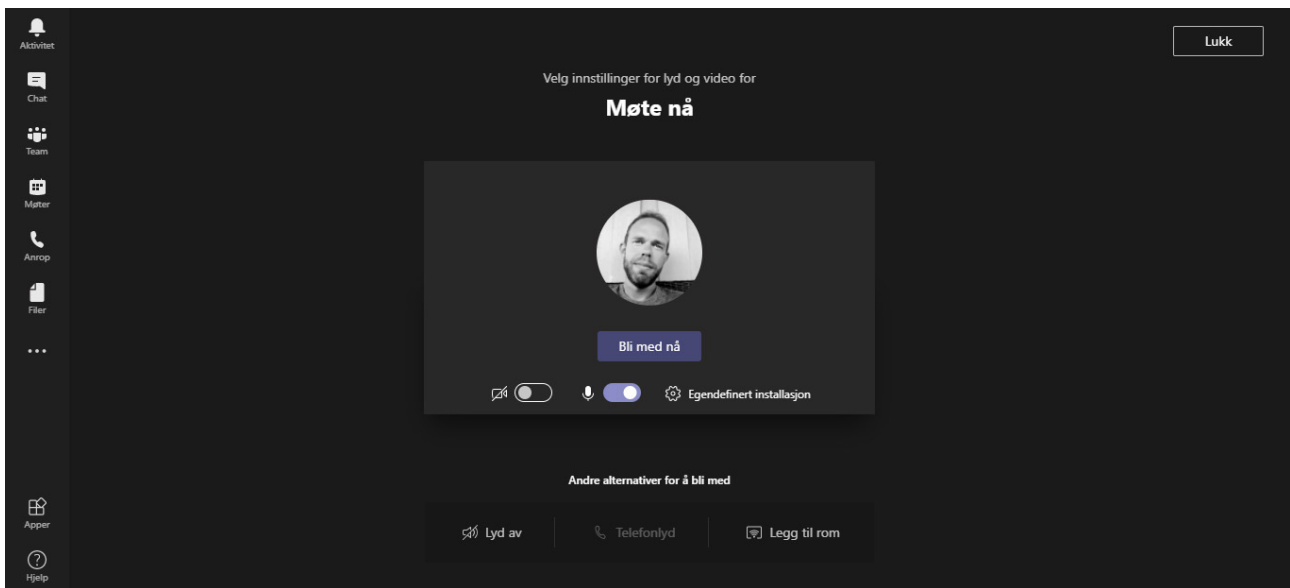 Aktivitet
Chat
Team
Møter
Anrop
Filer
Apper
Hjelp
Lukk
Velg innstillinger for lyd og video for
Møte nå
Bli med nå
Egendefinert installasjon
Andre alternativer for å bli med
Lyd av
Telefonlyd
Legg til rom